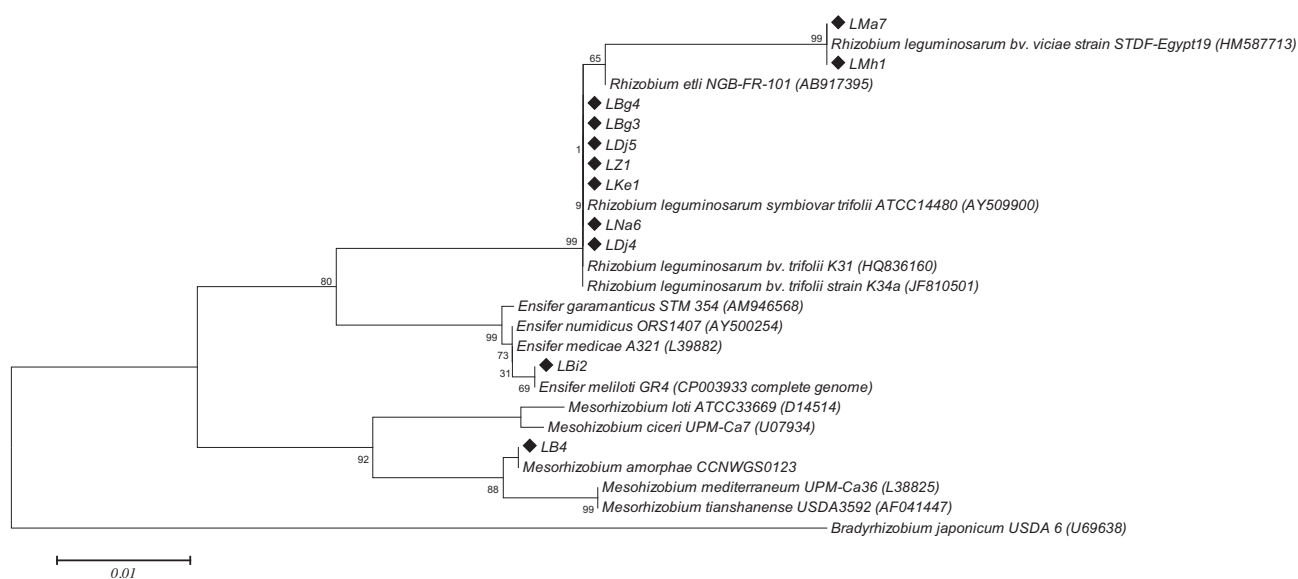 ◆ LMa7
99
Rhizobium leguminosarum bv. viciae strain STDF-Egypt19 (HM587713)
◆ LMh1
65
Rhizobium etli NGB-FR-101 (AB917395)
◆ LBg4
◆ LBg3
◆ LDj5
1
◆ LZ1
◆ LKe1
9
Rhizobium leguminosarum symbiovar trifolii ATCC14480 (AY509900)
◆ LNa6
99
◆ LDj4
Rhizobium leguminosarum bv. trifolii K31 (HQ836160)
80
Rhizobium leguminosarum bv. trifolii strain K34a (JF810501)
Ensifer garamanticus STM 354 (AM946568)
Ensifer numidicus ORS1407 (AY500254)
99
Ensifer medicae A321 (L39882)
73
◆ LBi2
31
69
Ensifer meliloti GR4 (CP003933 complete genome)
Mesorhizobium loti ATCC33669 (D14514)
Mesohizobium ciceri UPM-Ca7 (U07934)
◆ LB4
92
Mesorhizobium amorphae CCNWGS0123
88
Mesohizobium mediterraneum UPM-Ca36 (L38825)
99
Mesorhizobium tianshanense USDA3592 (AF041447)
Bradyrhizobium japonicum USDA 6 (U69638)
0.01